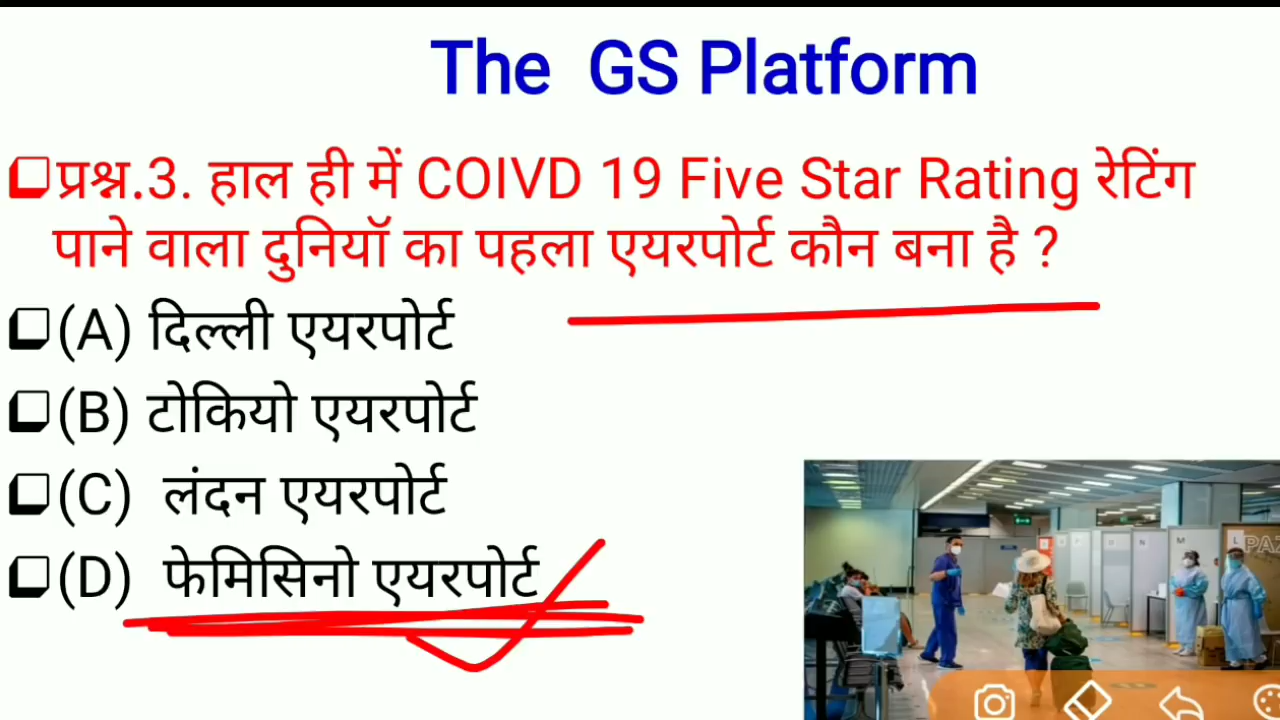 The GS Platform
प्रश्न.3. हाल ही में COIVD 19 Five Star Rating रेटिंग
पाने वाला दुनियॉ का पहला एयरपोर्ट कौन बना है ?
(A) दिल्ली एयरपोर्ट
(B) टोकियो एयरपोर्ट
(C) लंदन एयरपोर्ट
(D) फेमिसिनो एयरपोर्ट